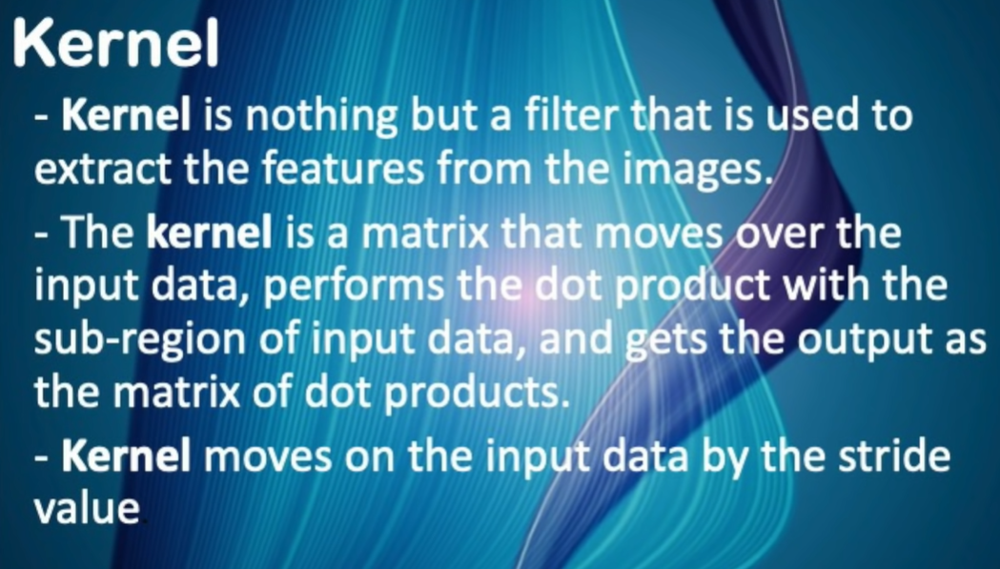 Kernel
- Kernel is nothing but a filter that is used to
extract the features from the images.
- The kernel is a matrix that moves over the
input data, performs the dot product with the
sub-region of input data, and gets the output as
the matrix of dot products.
- Kernel moves on the input data by the stride
value.